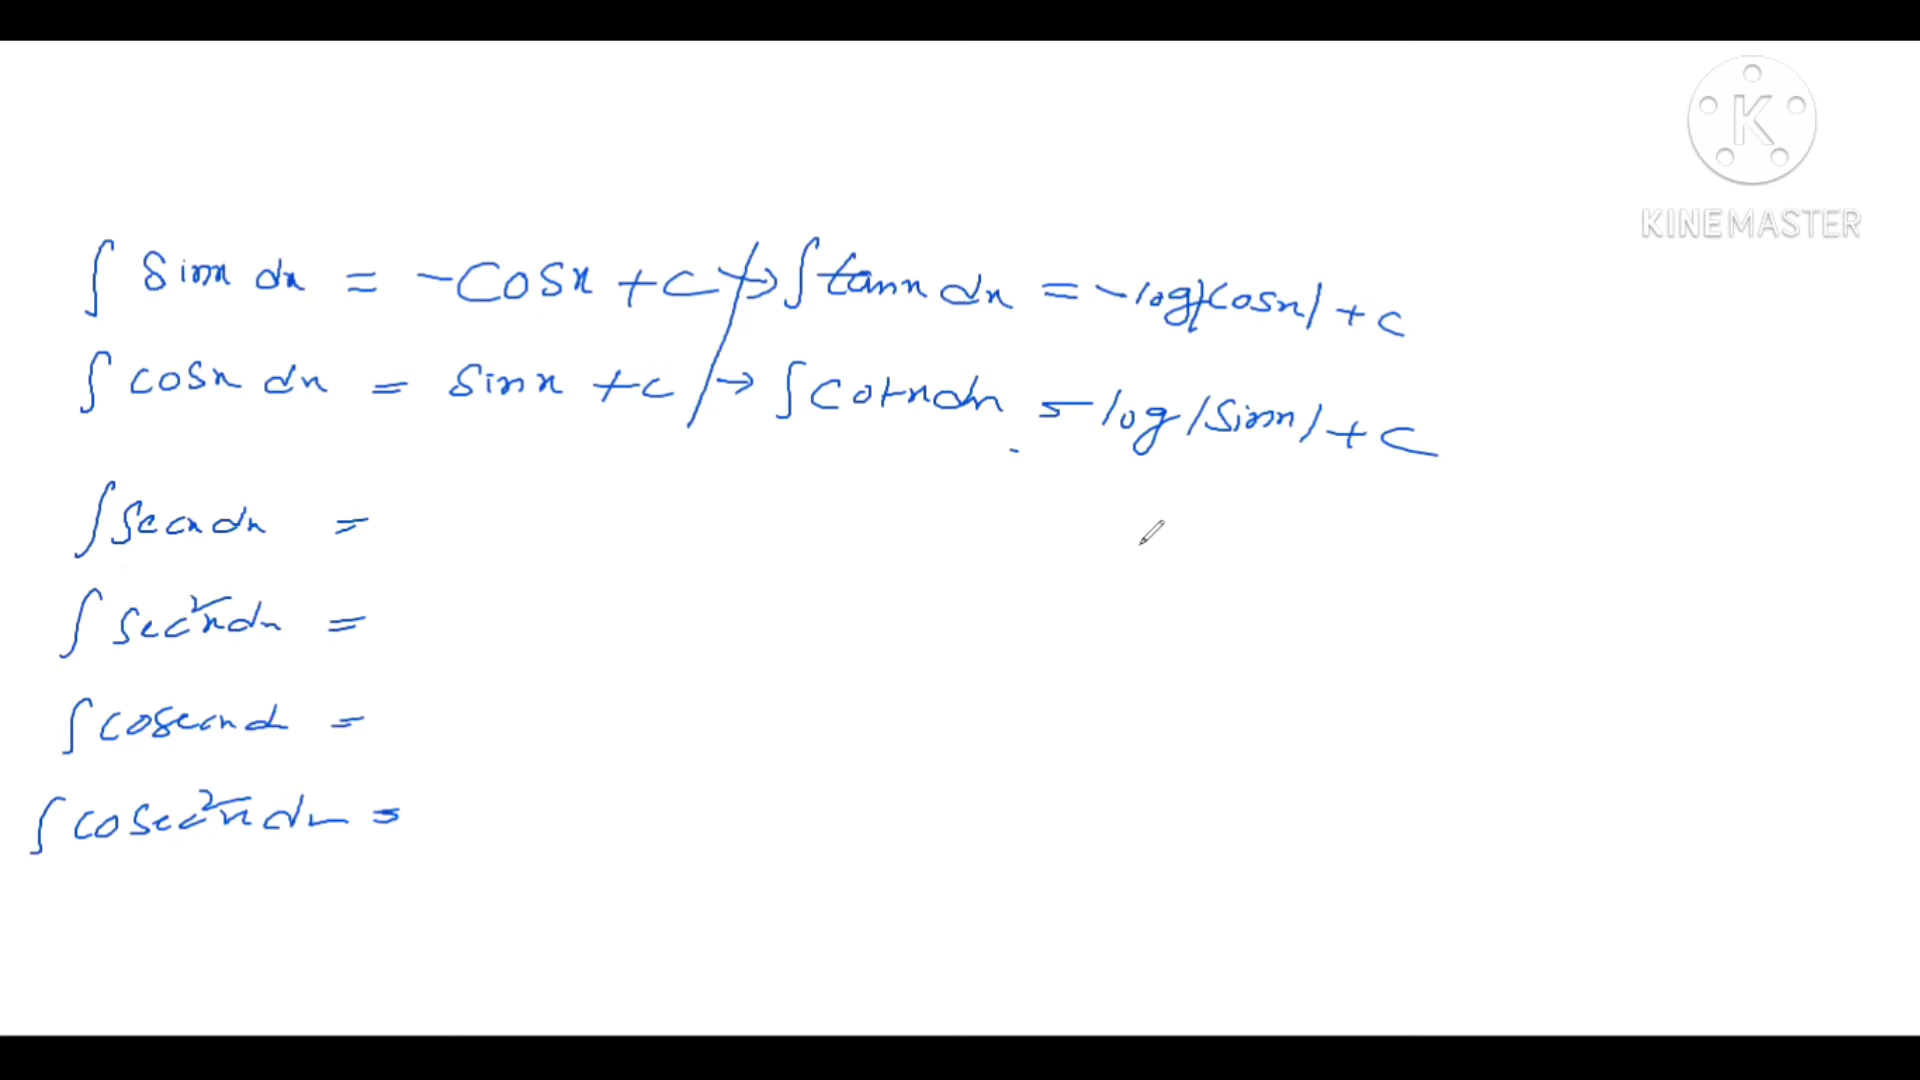 KINEMASTER
∫ sinx dx = -cosx + c → ∫ tanx dx = -log|cosx| + c
∫ cosx dx = sinx + c → ∫ cotx dx = log|sinx| + c
∫ secx dx =
∫ sec²x dx =
∫ cosecx d =
∫ cosec²x dx =